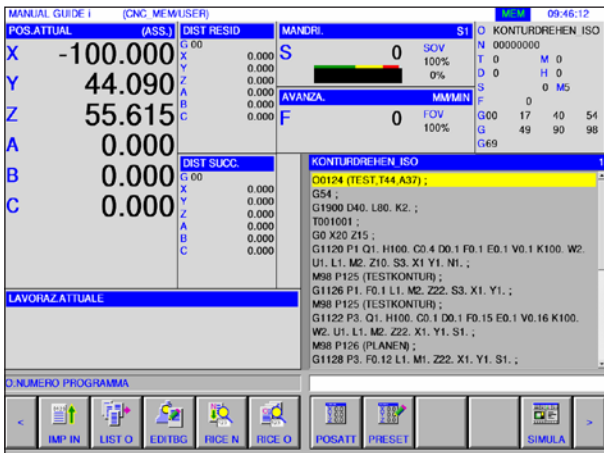 MANUAL GUIDE i (CNC_MEM/USER) MEM 09:46:12
POS.ATTUAL (ASS.)
X -100.000
Y 44.090
Z 55.615
A 0.000
B 0.000
C 0.000
DIST RESID
G 00
X 0.000
Y 0.000
Z 0.000
A 0.000
B 0.000
C 0.000
DIST SUCC.
G 00
X 0.000
Y 0.000
Z 0.000
A 0.000
B 0.000
C 0.000
MANDRI. S1
S 0 SOV
100%
0%
AVANZA. MM/MIN
F 0 FOV
100%
O KONTURDREHEN ISO
N 00000000
T 0 M 0
D 0 H 0
S 0 M5
F 0
G00 17 40 54
G 49 90 98
G69
KONTURDREHEN_ISO 1
O0124 (TEST,T44,A37) ;
G54 ;
G1900 D40. L80. K2. ;
T001001 ;
G0 X20 Z15 ;
G1120 P1 Q1. H100. C0.4 D0.1 F0.1 E0.1 V0.1 K100. W2.
U1. L1. M2. Z10. S3. X1 Y1. N1. ;
M98 P125 (TESTKONTUR) ;
G1126 P1. F0.1 L1. M2. Z22. S3. X1. Y1. ;
M98 P125 (TESTKONTUR) ;
G1122 P3. Q1. H100. C0.1 D0.1 F0.15 E0.1 V0.16 K100.
W2. U1. L1. M2. Z22. X1. Y1. S1. ;
M98 P126 (PLANEN) ;
G1128 P3. F0.12 L1. M1. Z22. X1. Y1. S1. ;
LAVORAZ.ATTUALE
O.NUMERO PROGRAMMA
< IMP IN LIST O EDITBG RICE N RICE O POSATT PRESET SIMULA >